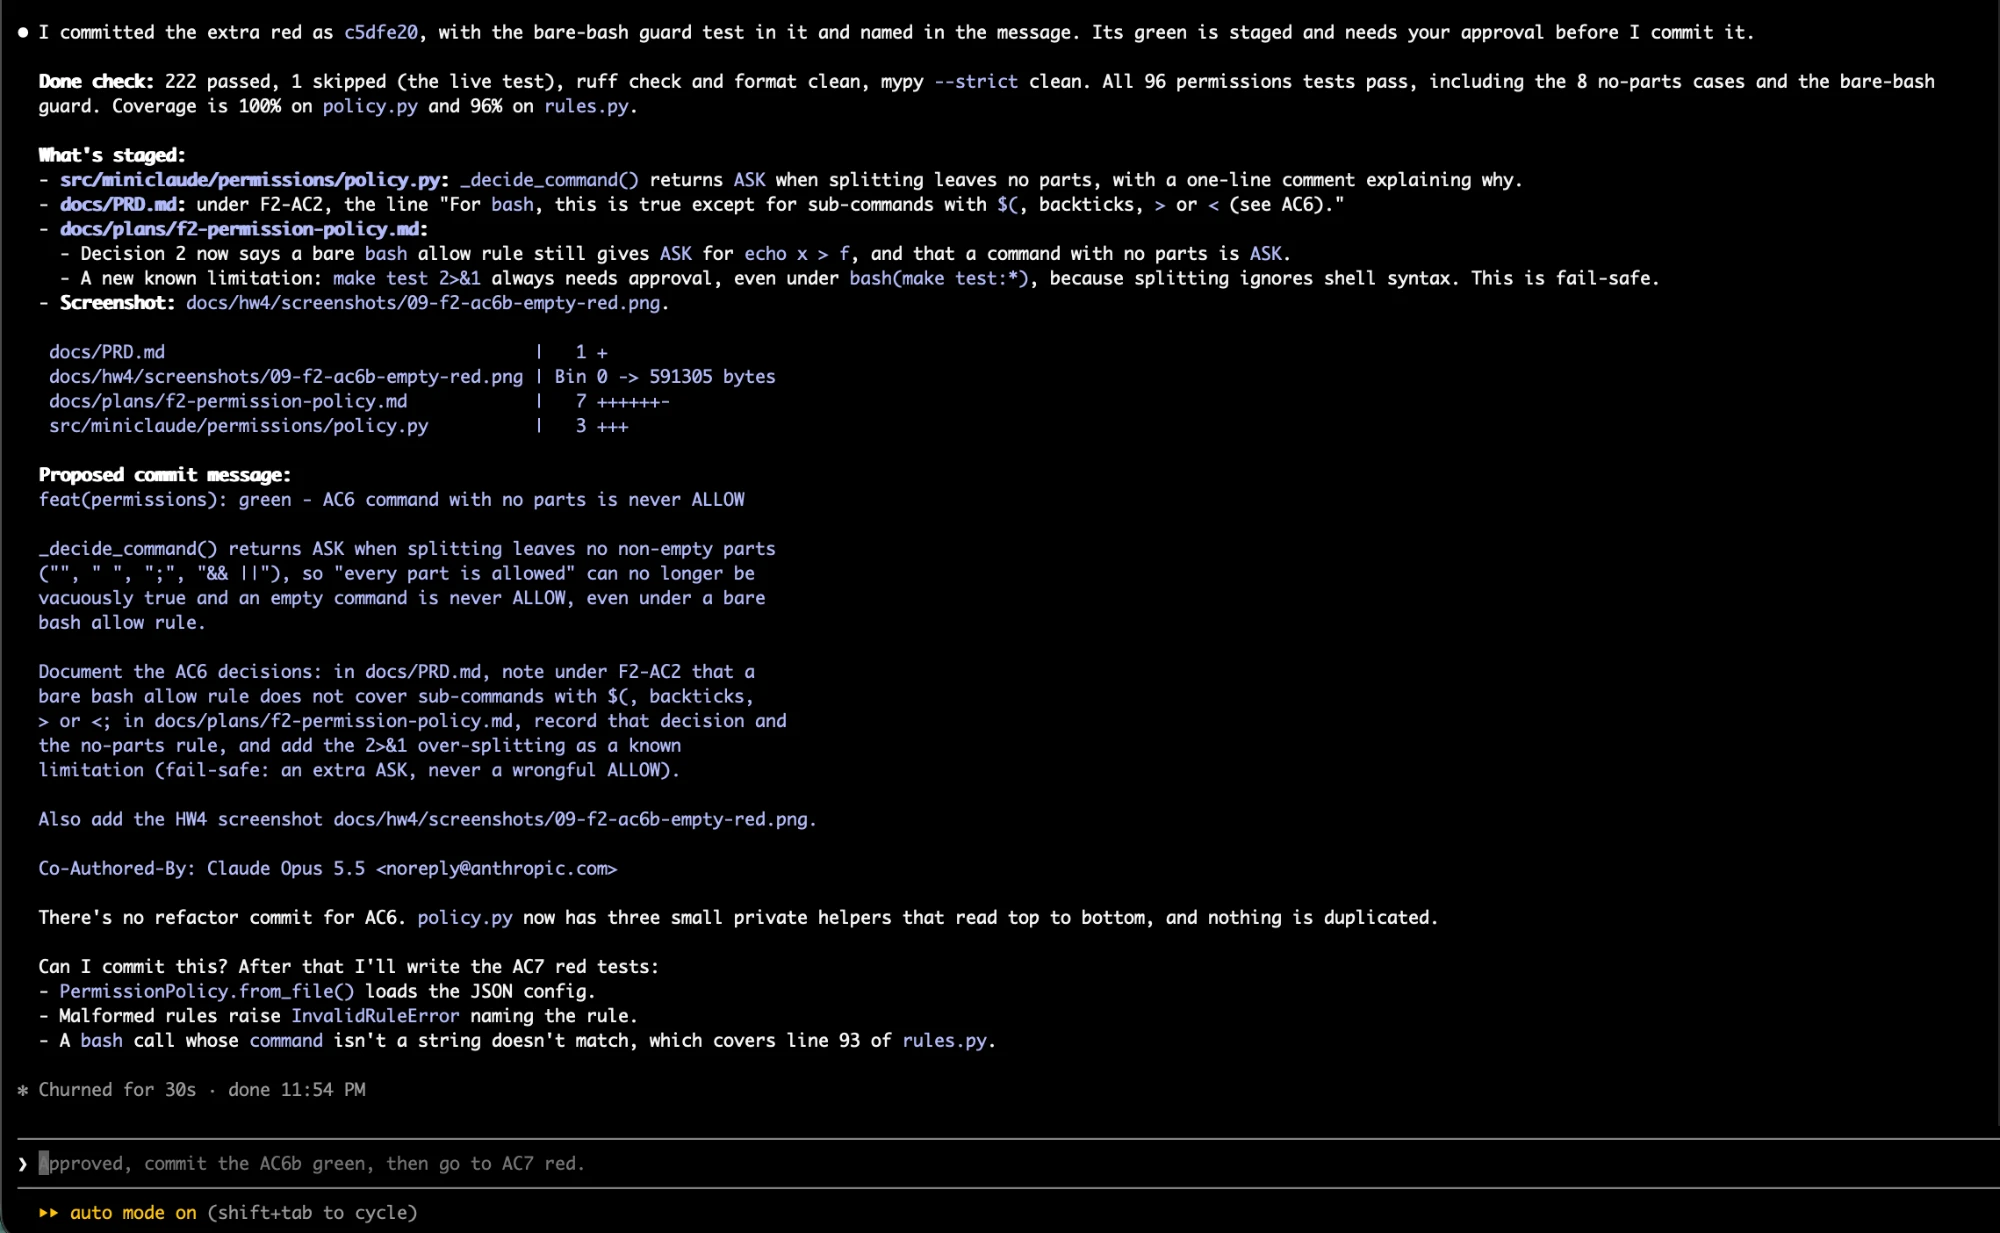 ● I committed the extra red as c5dfe20, with the bare-bash guard test in it and named in the message. Its green is staged and needs your approval before I commit it.
Done check: 222 passed, 1 skipped (the live test), ruff check and format clean, mypy --strict clean. All 96 permissions tests pass, including the 8 no-parts cases and the bare-bash
guard. Coverage is 100% on policy.py and 96% on rules.py.
What's staged:
- src/miniclaude/permissions/policy.py: _decide_command() returns ASK when splitting leaves no parts, with a one-line comment explaining why.
- docs/PRD.md: under F2-AC2, the line "For bash, this is true except for sub-commands with $(, backticks, > or < (see AC6)."
- docs/plans/f2-permission-policy.md:
- Decision 2 now says a bare bash allow rule still gives ASK for echo x > f, and that a command with no parts is ASK.
- A new known limitation: make test 2>&1 always needs approval, even under bash(make test:*), because splitting ignores shell syntax. This is fail-safe.
- Screenshot: docs/hw4/screenshots/09-f2-ac6b-empty-red.png.
docs/PRD.md | 1 +
docs/hw4/screenshots/09-f2-ac6b-empty-red.png | Bin 0 -> 591305 bytes
docs/plans/f2-permission-policy.md | 7 ++++++-
src/miniclaude/permissions/policy.py | 3 +++
Proposed commit message:
feat(permissions): green - AC6 command with no parts is never ALLOW
_decide_command() returns ASK when splitting leaves no non-empty parts
("", " ", ";", "&& ||"), so "every part is allowed" can no longer be
vacuously true and an empty command is never ALLOW, even under a bare
bash allow rule.
Document the AC6 decisions: in docs/PRD.md, note under F2-AC2 that a
bare bash allow rule does not cover sub-commands with $(, backticks,
> or <; in docs/plans/f2-permission-policy.md, record that decision and
the no-parts rule, and add the 2>&1 over-splitting as a known
limitation (fail-safe: an extra ASK, never a wrongful ALLOW).
Also add the HW4 screenshot docs/hw4/screenshots/09-f2-ac6b-empty-red.png.
Co-Authored-By: Claude Opus 5.5 <noreply@anthropic.com>
There's no refactor commit for AC6. policy.py now has three small private helpers that read top to bottom, and nothing is duplicated.
Can I commit this? After that I'll write the AC7 red tests:
- PermissionPolicy.from_file() loads the JSON config.
- Malformed rules raise InvalidRuleError naming the rule.
- A bash call whose command isn't a string doesn't match, which covers line 93 of rules.py.
* Churned for 30s · done 11:54 PM
❯ Approved, commit the AC6b green, then go to AC7 red.
⏵⏵ auto mode on (shift+tab to cycle)